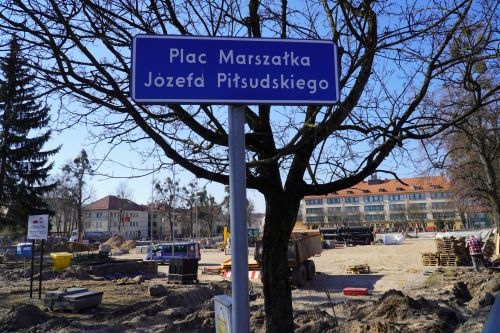 Plac Marszałka
Józefa Piłsudskiego